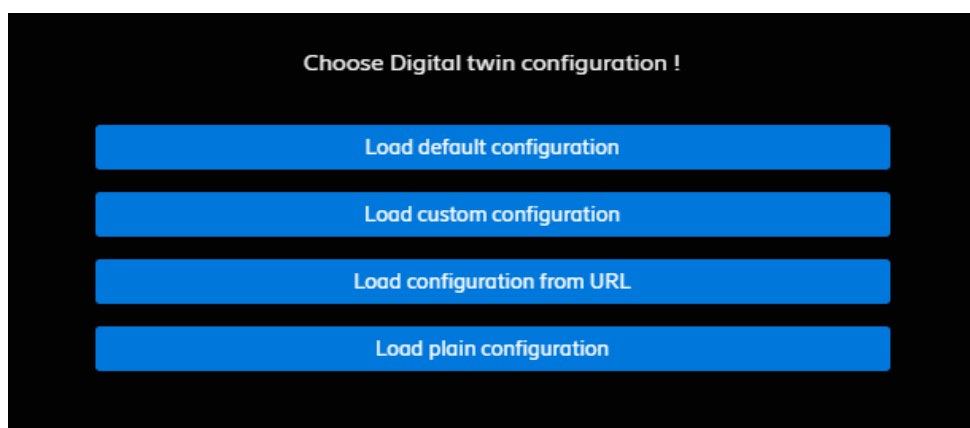 Choose Digital twin configuration !
Load default configuration
Load custom configuration
Load configuration from URL
Load plain configuration